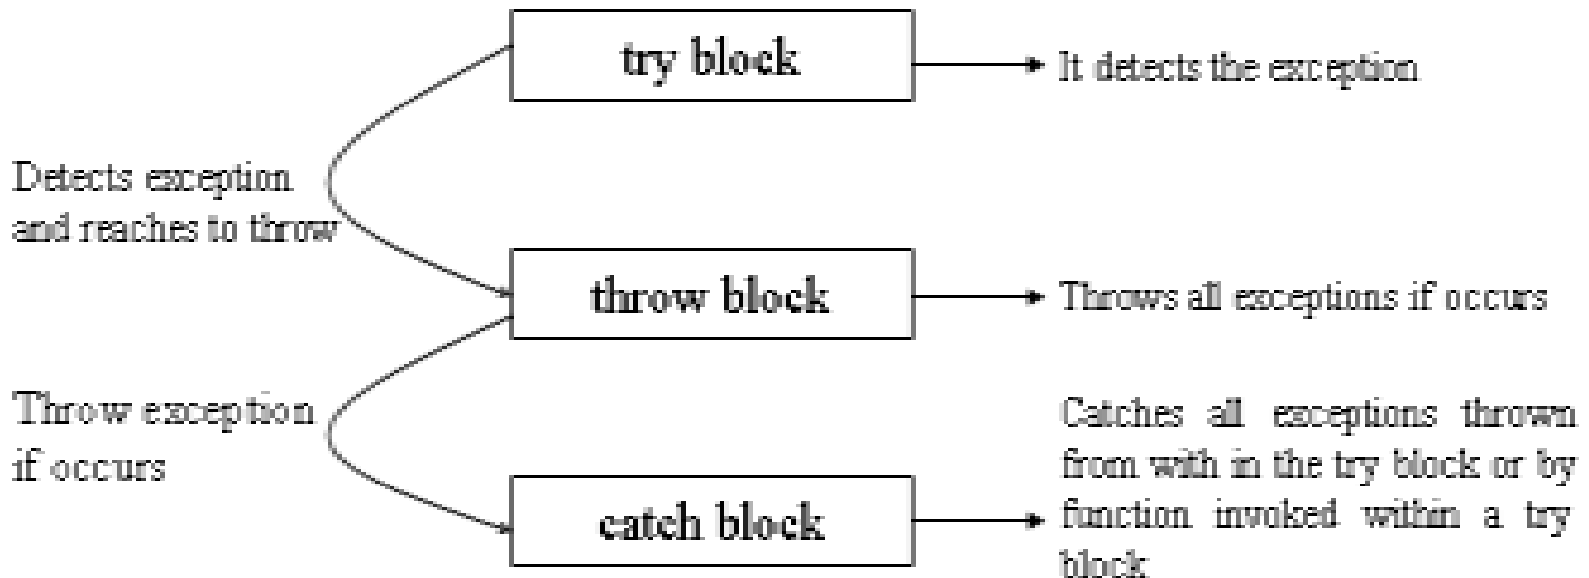 try block
It detects the exception
Detects exception
and reaches to throw
throw block
Throws all exceptions if occurs
Throw exception
if occurs
catch block
Catches all exceptions thrown
from with in the try block or by
function invoked within a try
block